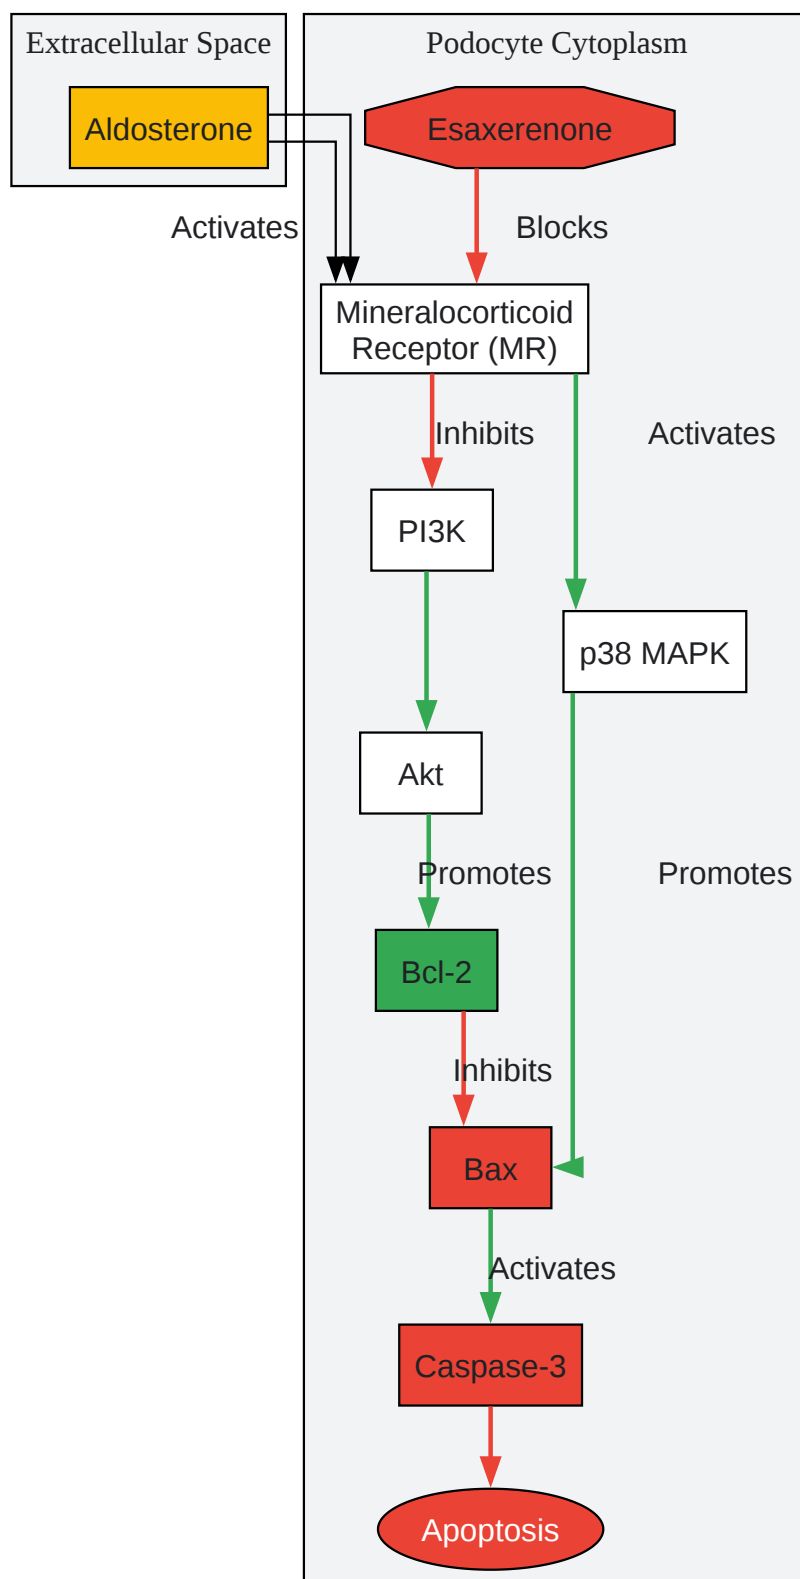 Extracellular Space
Podocyte Cytoplasm
Aldosterone
Esaxerenone
Activates
Blocks
Mineralocorticoid
Receptor (MR)
Inhibits
Activates
PI3K
p38 MAPK
Akt
Promotes
Promotes
Bcl-2
Inhibits
Bax
Activates
Caspase-3
Apoptosis